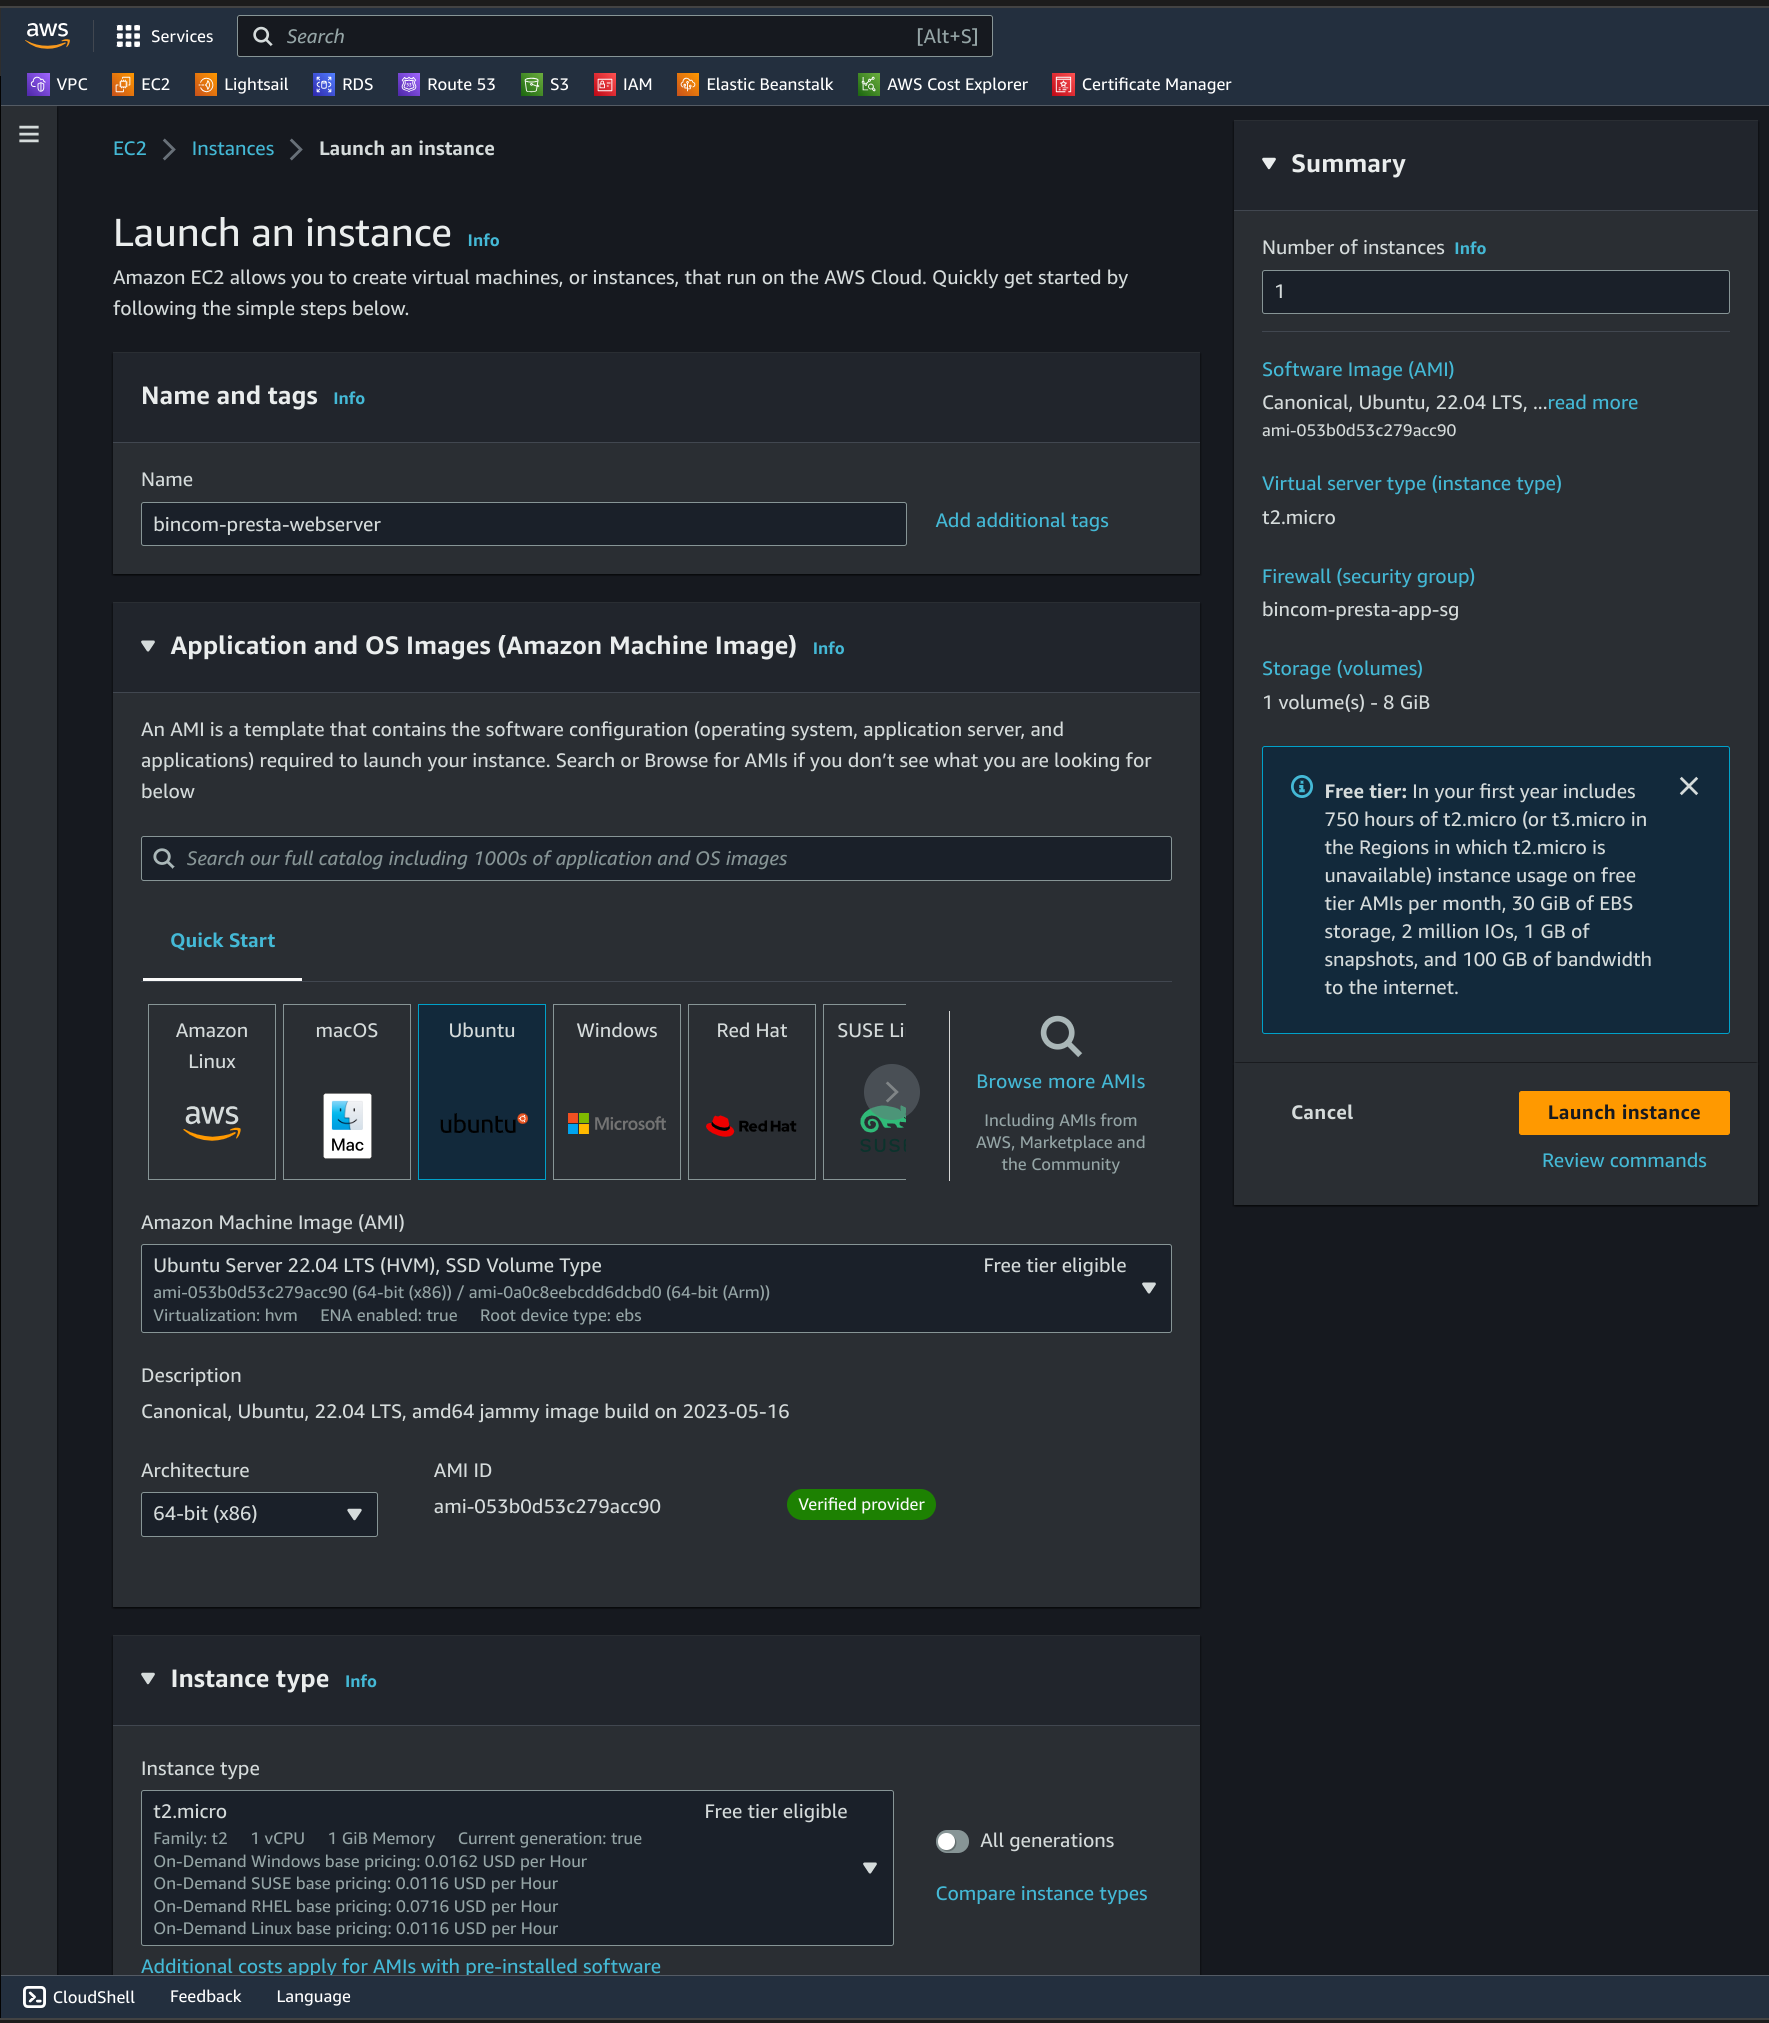 aws
Services
Search
[Alt+S]
VPC
EC2
Lightsail
RDS
Route 53
S3
IAM
Elastic Beanstalk
AWS Cost Explorer
Certificate Manager
EC2
Instances
Launch an instance
Launch an instance Info
Amazon EC2 allows you to create virtual machines, or instances, that run on the AWS Cloud. Quickly get started by
following the simple steps below.
Name and tags Info
Name
bincom-presta-webserver
Add additional tags
Application and OS Images (Amazon Machine Image) Info
An AMI is a template that contains the software configuration (operating system, application server, and
applications) required to launch your instance. Search or Browse for AMIs if you don't see what you are looking for
below
Search our full catalog including 1000s of application and OS images
Quick Start
Amazon
Linux
aws
macOS
Mac
Ubuntu
ubuntu
Windows
Microsoft
Red Hat
Red Hat
SUSE Li
Browse more AMIs
Including AMIs from
AWS, Marketplace and
the Community
Amazon Machine Image (AMI)
Ubuntu Server 22.04 LTS (HVM), SSD Volume Type
Free tier eligible
ami-053b0d53c279acc90 (64-bit (x86)) / ami-0a0c8eebcdd6dcbd0 (64-bit (Arm))
Virtualization: hvm ENA enabled: true Root device type: ebs
Description
Canonical, Ubuntu, 22.04 LTS, amd64 jammy image build on 2023-05-16
Architecture
64-bit (x86)
AMI ID
ami-053b0d53c279acc90
Verified provider
Instance type Info
Instance type
t2.micro
Free tier eligible
Family: t2 1 vCPU 1 GiB Memory Current generation: true
On-Demand Windows base pricing: 0.0162 USD per Hour
On-Demand SUSE base pricing: 0.0116 USD per Hour
On-Demand RHEL base pricing: 0.0716 USD per Hour
On-Demand Linux base pricing: 0.0116 USD per Hour
All generations
Compare instance types
Additional costs apply for AMIs with pre-installed software
Summary
Number of instances Info
1
Software Image (AMI)
Canonical, Ubuntu, 22.04 LTS, ...read more
ami-053b0d53c279acc90
Virtual server type (instance type)
t2.micro
Firewall (security group)
bincom-presta-app-sg
Storage (volumes)
1 volume(s) - 8 GiB
Free tier: In your first year includes
750 hours of t2.micro (or t3.micro in
the Regions in which t2.micro is
unavailable) instance usage on free
tier AMIs per month, 30 GiB of EBS
storage, 2 million IOs, 1 GB of
snapshots, and 100 GB of bandwidth
to the internet.
Cancel
Launch instance
Review commands
CloudShell
Feedback
Language